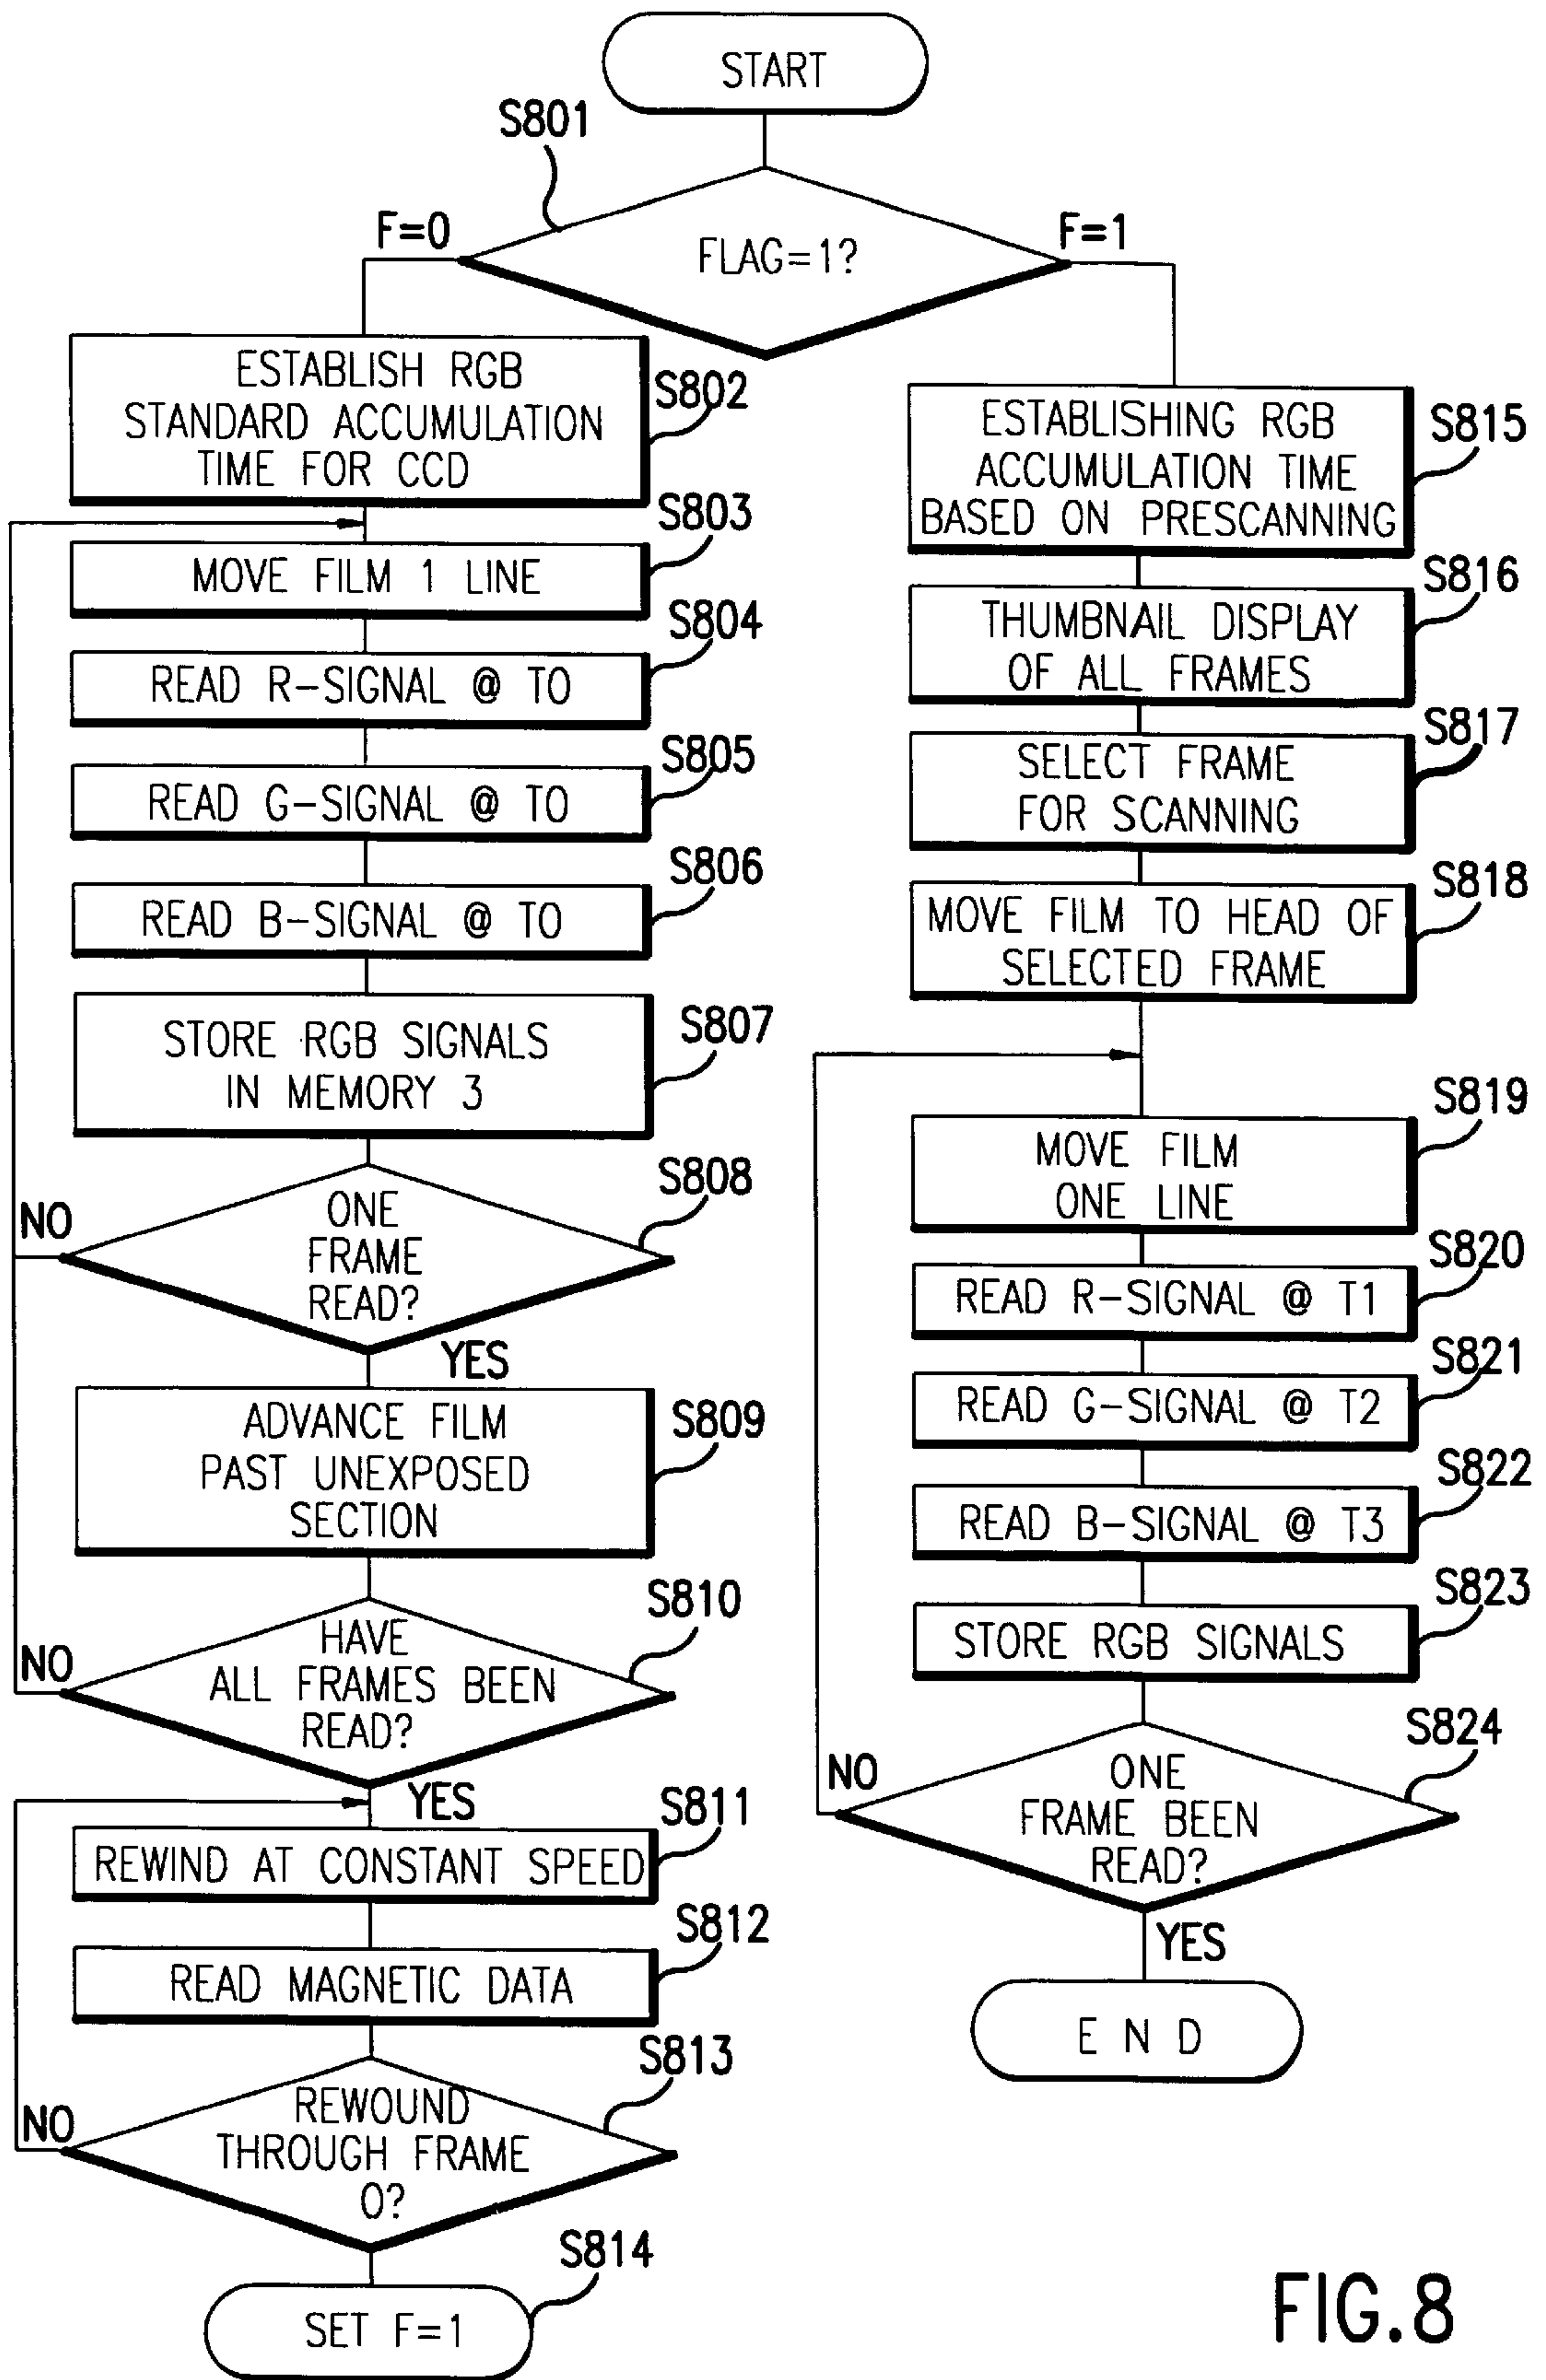 START
S801
F=0
FLAG=1?
F=1
ESTABLISH RGB
STANDARD ACCUMULATION
TIME FOR CCD
S802
MOVE FILM 1 LINE
S803
READ R-SIGNAL @ TO
S804
READ G-SIGNAL @ TO
S805
READ B-SIGNAL @ TO
S806
STORE RGB SIGNALS
IN MEMORY 3
S807
ONE
FRAME
READ?
S808
NO
YES
ADVANCE FILM
PAST UNEXPOSED
SECTION
S809
HAVE
ALL FRAMES BEEN
READ?
S810
NO
YES
REWIND AT CONSTANT SPEED
S811
READ MAGNETIC DATA
S812
REWOUND
THROUGH FRAME
0?
S813
NO
SET F=1
S814
ESTABLISHING RGB
ACCUMULATION TIME
BASED ON PRESCANNING
S815
THUMBNAIL DISPLAY
OF ALL FRAMES
S816
SELECT FRAME
FOR SCANNING
S817
MOVE FILM TO HEAD OF
SELECTED FRAME
S818
MOVE FILM
ONE LINE
S819
READ R-SIGNAL @ T1
S820
READ G-SIGNAL @ T2
S821
READ B-SIGNAL @ T3
S822
STORE RGB SIGNALS
S823
ONE
FRAME BEEN
READ?
S824
NO
YES
END
FIG.8